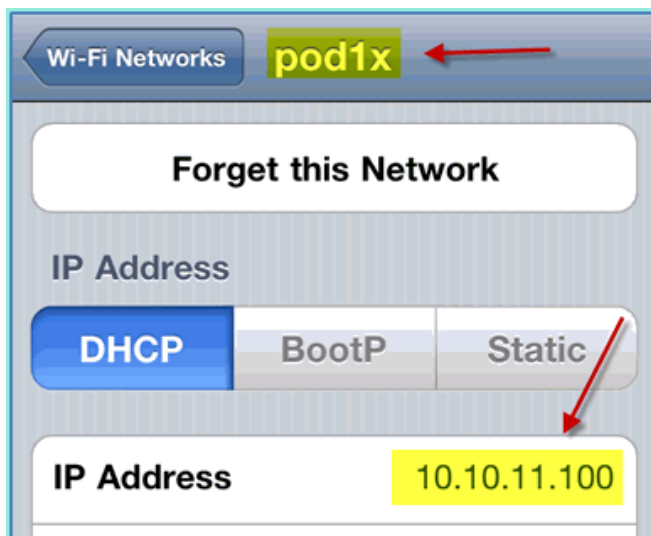 Wi-Fi Networks pod1x
Forget this Network
IP Address
DHCP BootP Static
IP Address 10.10.11.100